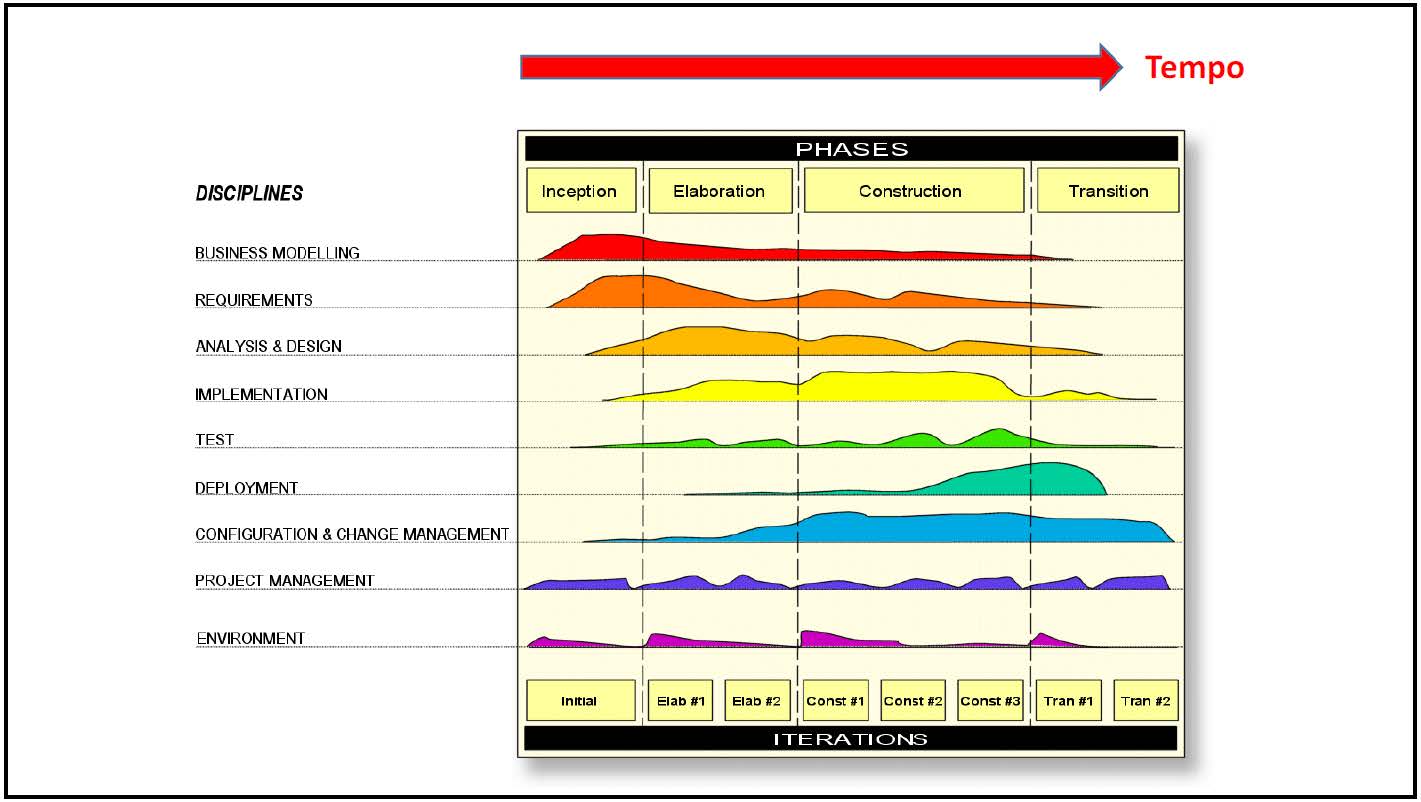 Tempo
PHASES
DISCIPLINES
Inception
Elaboration
Construction
Transition
BUSINESS MODELLING
REQUIREMENTS
ANALYSIS & DESIGN
IMPLEMENTATION
TEST
DEPLOYMENT
CONFIGURATION & CHANGE MANAGEMENT
PROJECT MANAGEMENT
ENVIRONMENT
Initial
Elab #1
Elab #2
Const #1
Const #2
Const #3
Tran #1
Tran #2
ITERATIONS